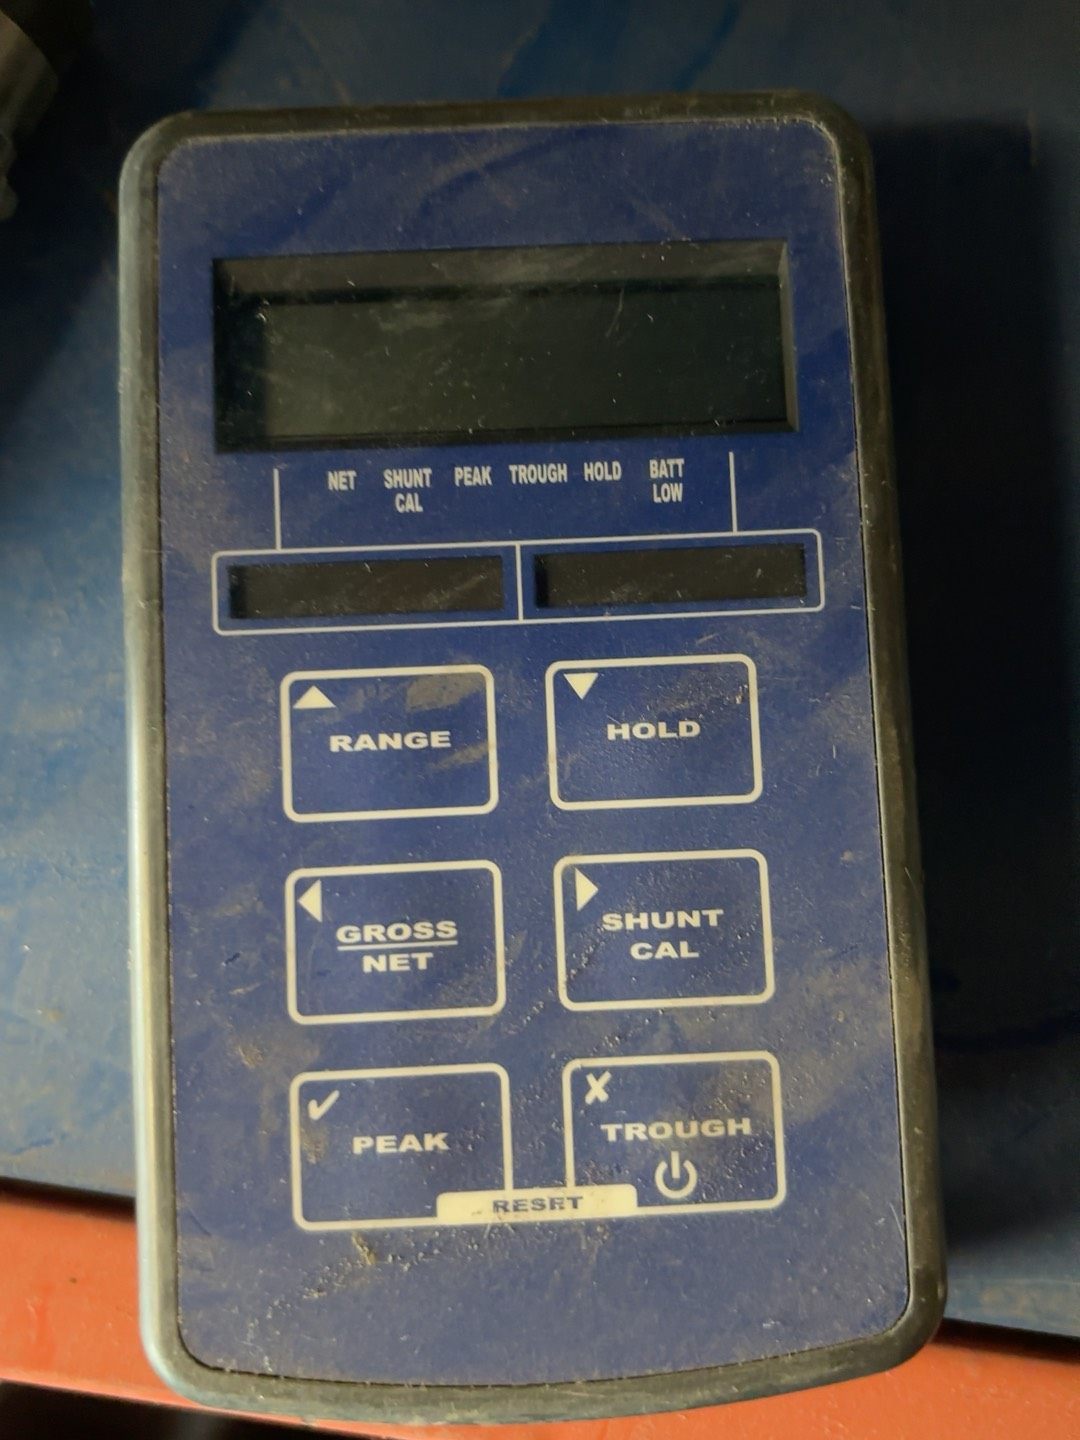 NET SHUNT CAL PEAK TROUGH HOLD BATT LOW
RANGE
HOLD
GROSS
NET
SHUNT
CAL
PEAK
X
TROUGH
RESET